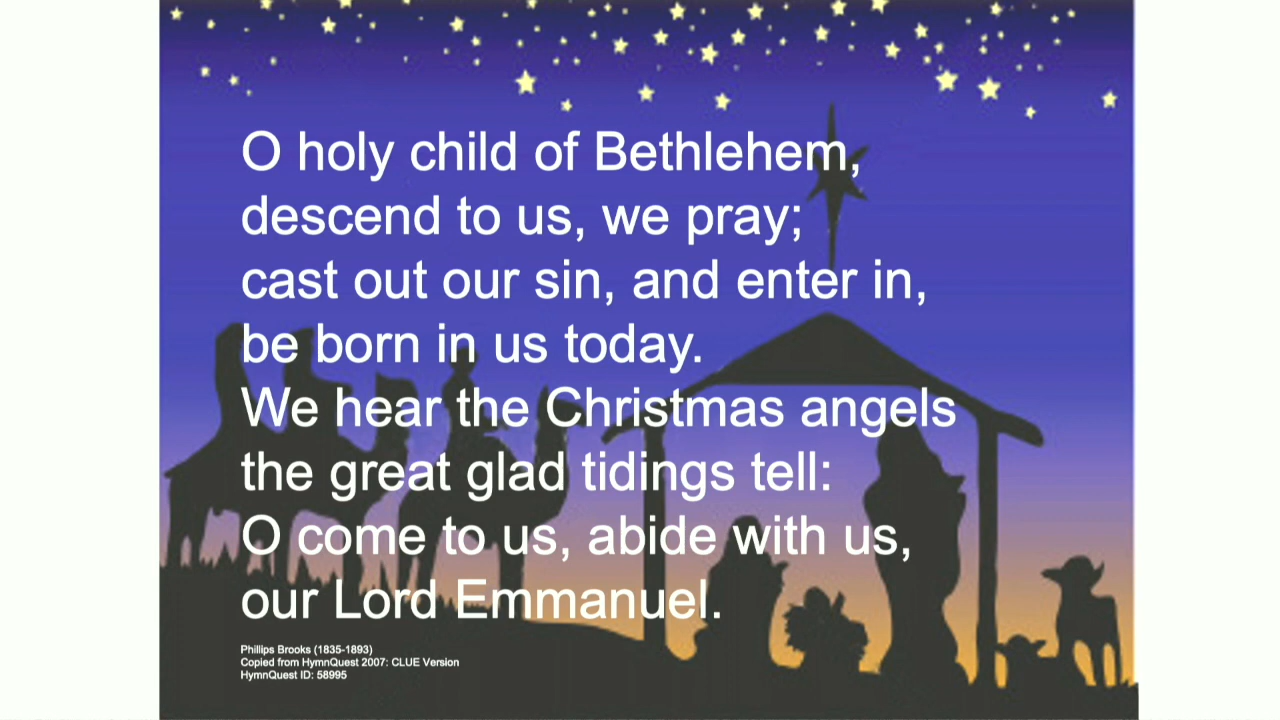 O holy child of Bethlehem,
descend to us, we pray;
cast out our sin, and enter in,
be born in us today.
We hear the Christmas angels
the great glad tidings tell:
O come to us, abide with us,
our Lord Emmanuel.
Phillips Brooks (1835-1893)
Copied from HymnQuest 2007: CLUE Version
HymnQuest ID: 58995